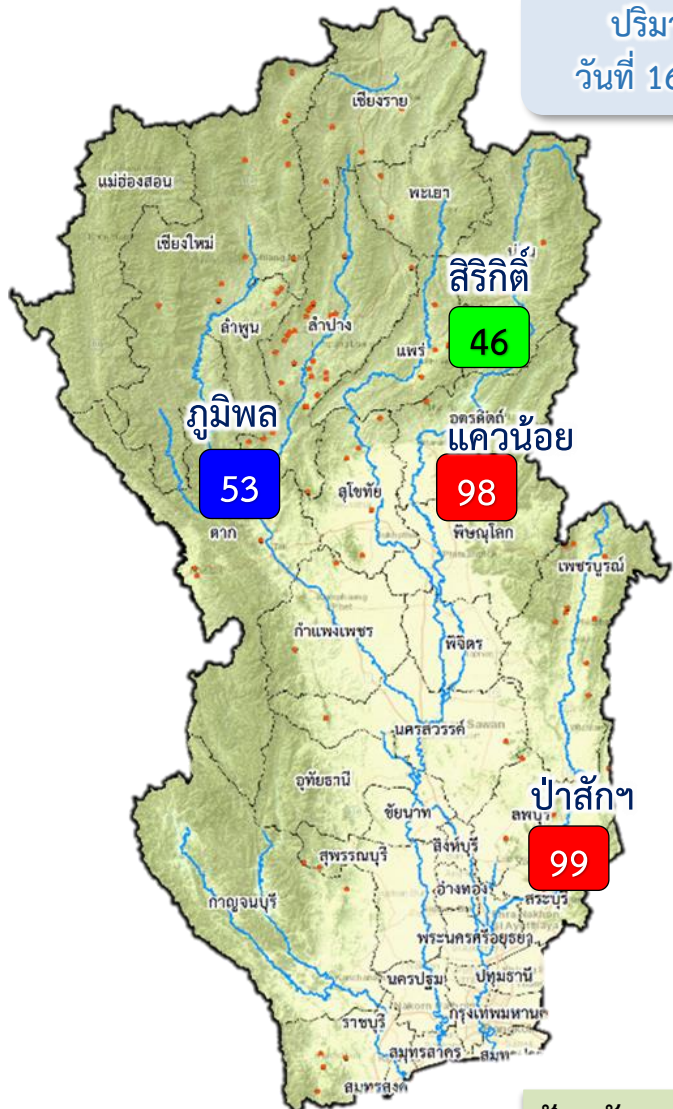 ปริมา
วันที่ 16
เชียงราย
แม่ฮ่องสอน
พะเยา
เชียงใหม่
สิริกิติ์
46
ลำพูน
ลำปาง
แพร่
ภูมิพล
53
อุตรดิตถ์
แควน้อย
98
สุโขทัย
ตาก
พิษณุโลก
เพชรบูรณ์
กำแพงเพชร
พิจิตร
นครสวรรค์
Sawan
อุทัยธานี
ป่าสักฯ
99
ชัยนาท
ลพบุรี
สิงห์บุรี
สุพรรณบุรี
อ่างทอง
สระบุรี
กาญจนบุรี
พระนครศรีอยุธยา
นครปฐม
ปทุมธานี
ราชบุรี
กรุงเทพมหานค
สมุทรสาคร
สมุทรสงค